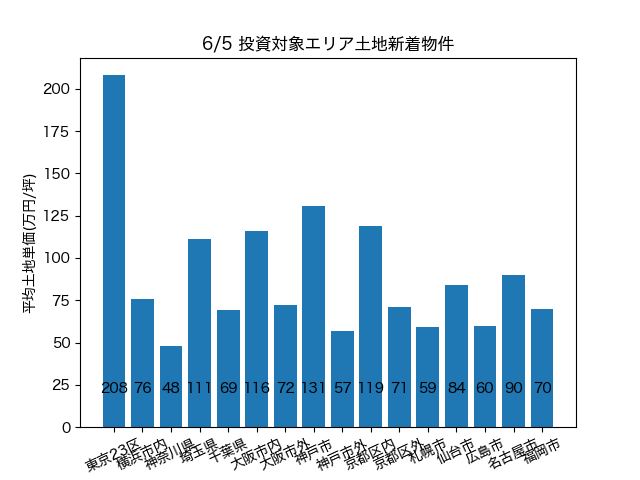 6/5 投資対象エリア土地新着物件
平均土地単価(万円/坪)
200
175
150
125
100
75
50
25
0
208 76 48 111 69 116 72 131 57 119 71 59 84 60 90 70
東京23区 横浜市内 神奈川県 埼玉県 千葉県 大阪市内 大阪市外 神戸市 神戸市外 京都区内 京都区外 札幌市 仙台市 広島市 名古屋市 福岡市